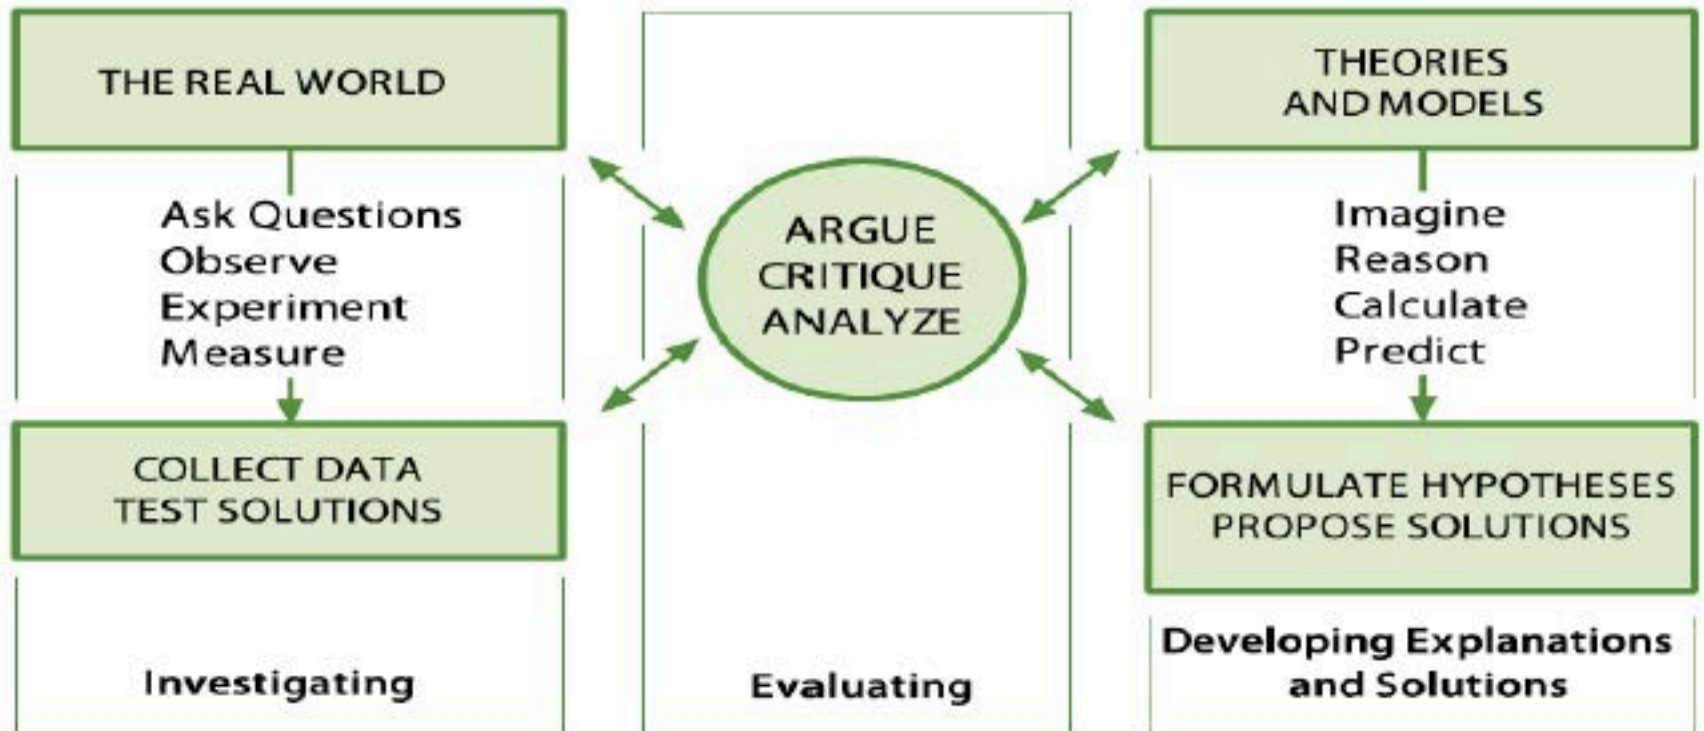 THE REAL WORLD
Ask Questions
Observe
Experiment
Measure
COLLECT DATA
TEST SOLUTIONS
Investigating
ARGUE
CRITIQUE
ANALYZE
Evaluating
THEORIES
AND MODELS
Imagine
Reason
Calculate
Predict
FORMULATE HYPOTHESES
PROPOSE SOLUTIONS
Developing Explanations
and Solutions